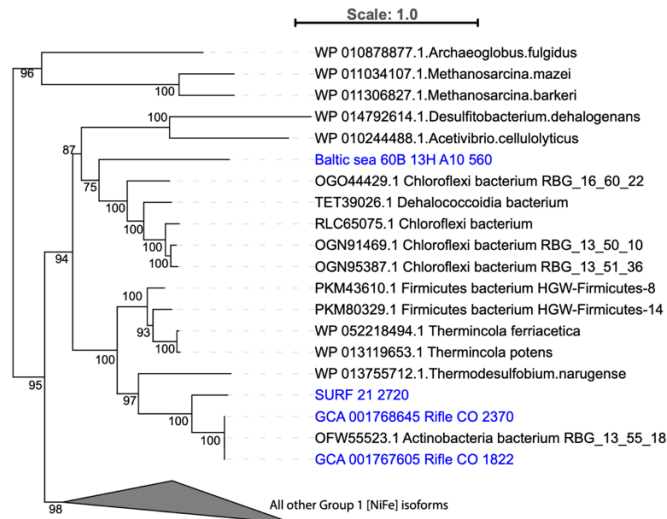 Scale: 1.0
WP 010878877.1.Archaeoglobus.fulgidus
96
WP 011034107.1.Methanosarcina.mazei
100
WP 011306827.1.Methanosarcina.barkeri
WP 014792614.1.Desulfitobacterium.dehalogenans
100
WP 010244488.1.Acetivibrio.cellulolyticus
87
Baltic sea 60B 13H A10 560
75
OGO44429.1 Chloroflexi bacterium RBG_16_60_22
100
TET39026.1 Dehalococcoidia bacterium
100
RLC65075.1 Chloroflexi bacterium
100
OGN91469.1 Chloroflexi bacterium RBG_13_50_10
100
OGN95387.1 Chloroflexi bacterium RBG_13_51_36
94
PKM43610.1 Firmicutes bacterium HGW-Firmicutes-8
100
PKM80329.1 Firmicutes bacterium HGW-Firmicutes-14
93
WP 052218494.1 Thermincola ferriacetica
100
WP 013119653.1 Thermincola potens
100
WP 013755712.1.Thermodesulfobium.narugense
95
97
SURF 21 2720
100
GCA 001768645 Rifle CO 2370
100
OFW55523.1 Actinobacteria bacterium RBG_13_55_18
GCA 001767605 Rifle CO 1822
98
All other Group 1 [NiFe] isoforms